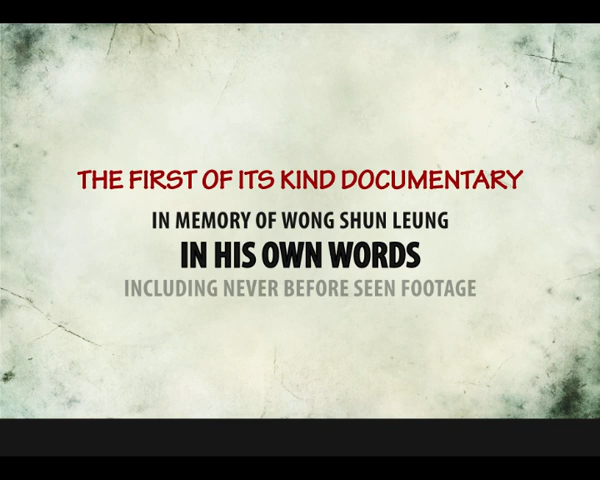 THE FIRST OF ITS KIND DOCUMENTARY
IN MEMORY OF WONG SHUN LEUNG
IN HIS OWN WORDS
INCLUDING NEVER BEFORE SEEN FOOTAGE